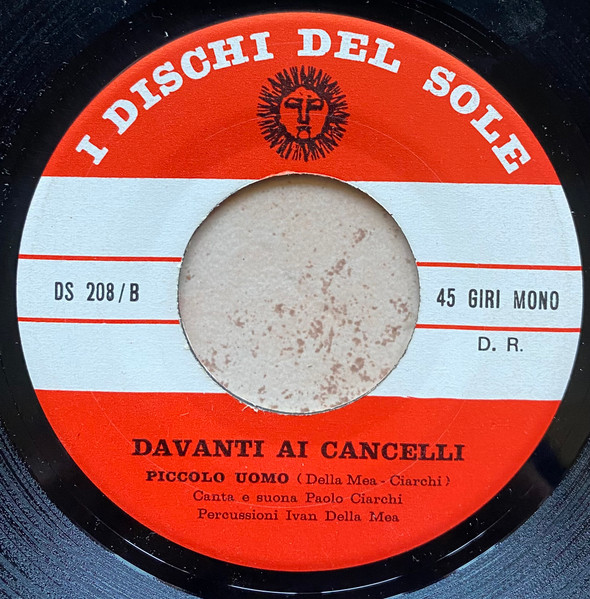 I DISCHI DEL SOLE
DS 208/B
45 GIRI MONO
D. R.
DAVANTI AI CANCELLI
PICCOLO UOMO (Della Mea - Ciarchi)
Canta e suona Paolo Ciarchi
Percussioni Ivan Della Mea